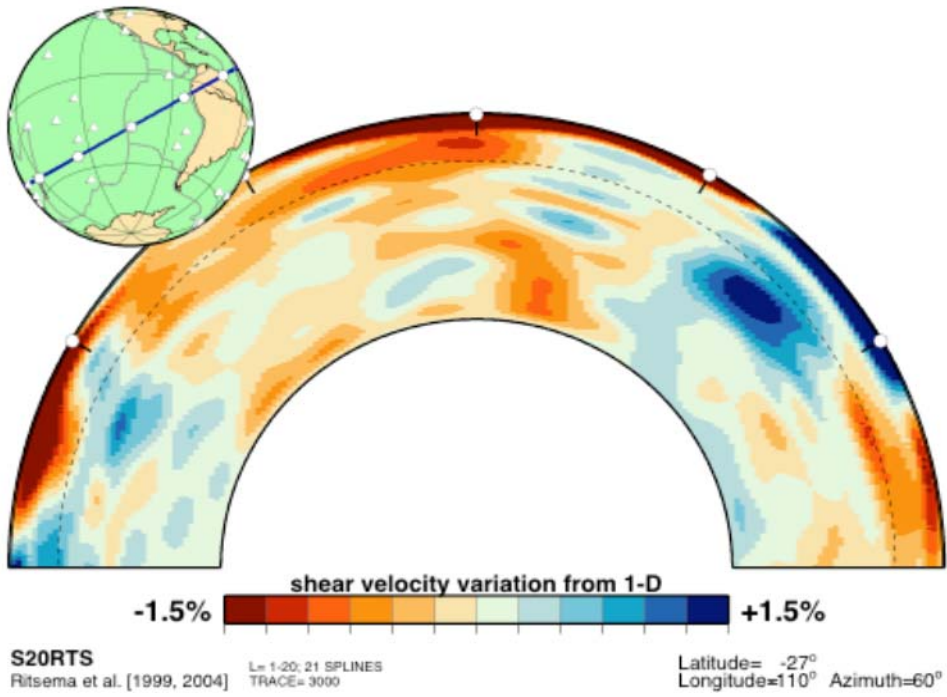 shear velocity variation from 1-D
-1.5% +1.5%
S20RTS
Ritsema et al. [1999, 2004]
L= 1-20; 21 SPLINES
TRACE= 3000
Latitude= -27°
Longitude=-110° Azimuth=60°